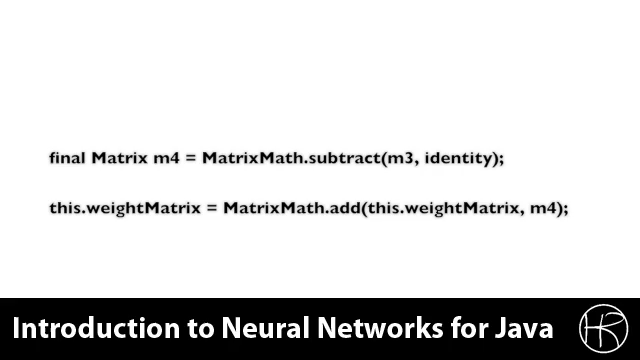 final Matrix m4 = MatrixMath.subtract(m3, identity);
this.weightMatrix = MatrixMath.add(this.weightMatrix, m4);
Introduction to Neural Networks for Java